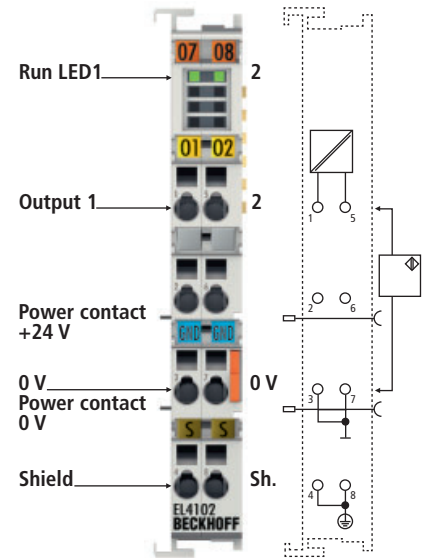 07 08
Run LED1 2
01 02
Output 1 2
1 5
2 6
Power contact
+24 V
GND GND
0 V 0 V
Power contact
0 V
3 7
S S
Shield Sh.
4 8
EL4102
BECKHOFF